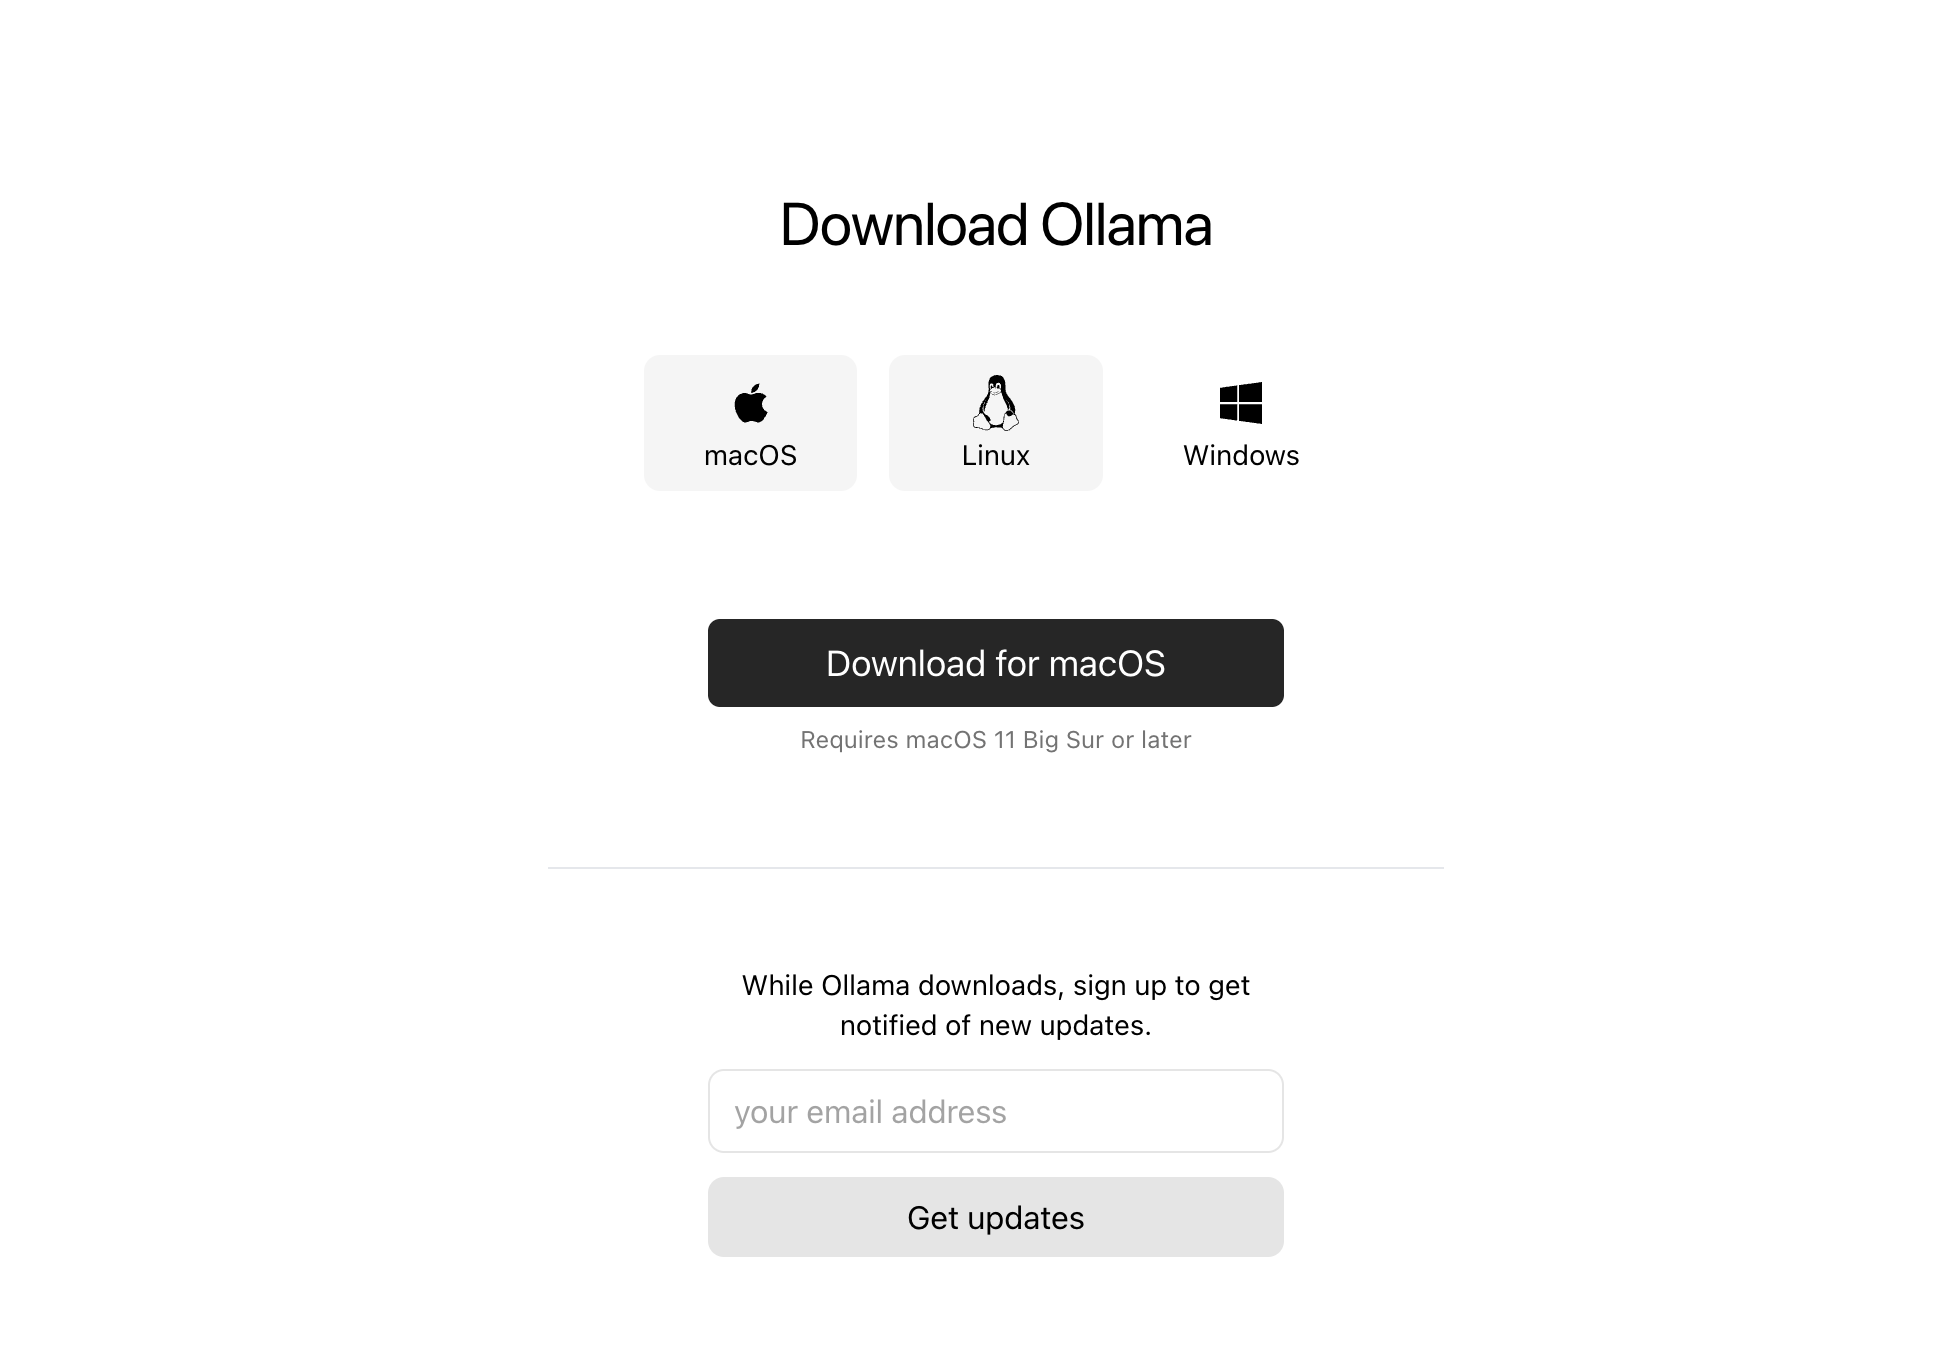 Download Ollama
macOS
Linux
Windows
Download for macOS
Requires macOS 11 Big Sur or later
While Ollama downloads, sign up to get
notified of new updates.
your email address
Get updates